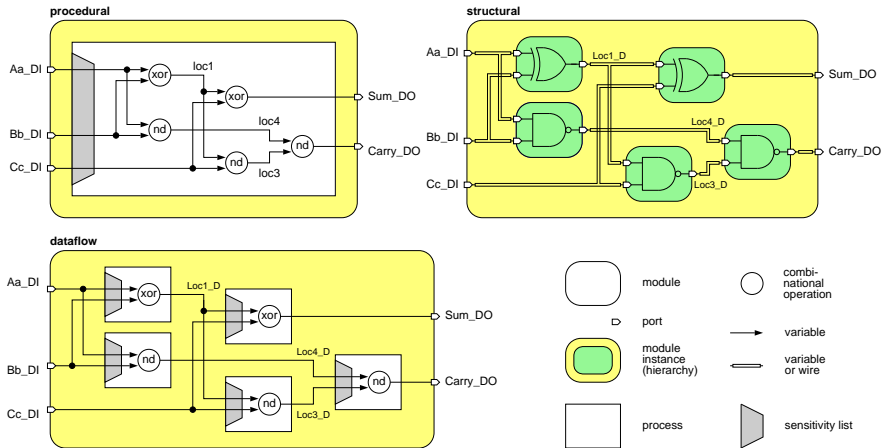 procedural
Aa_DI
Bb_DI
Cc_DI
xor
loc1
xor
nd
loc4
nd
nd
loc3
Sum_DO
Carry_DO
structural
Aa_DI
Bb_DI
Cc_DI
Loc1_D
Loc4_D
Loc3_D
Sum_DO
Carry_DO
dataflow
Aa_DI
Bb_DI
Cc_DI
xor
Loc1_D
xor
nd
Loc4_D
nd
nd
Loc3_D
Sum_DO
Carry_DO
module
port
module
instance
(hierarchy)
process
combi-
national
operation
variable
variable
or wire
sensitivity list